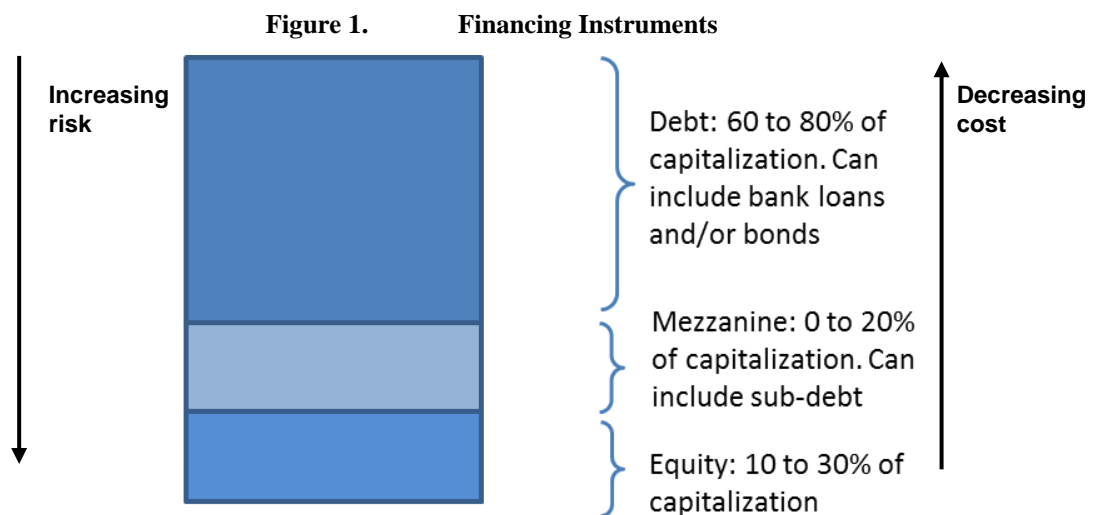 Figure 1. Financing Instruments
Increasing
risk
Debt: 60 to 80% of
capitalization. Can
include bank loans
and/or bonds
Decreasing
cost
Mezzanine: 0 to 20%
of capitalization. Can
include sub-debt
Equity: 10 to 30% of
capitalization